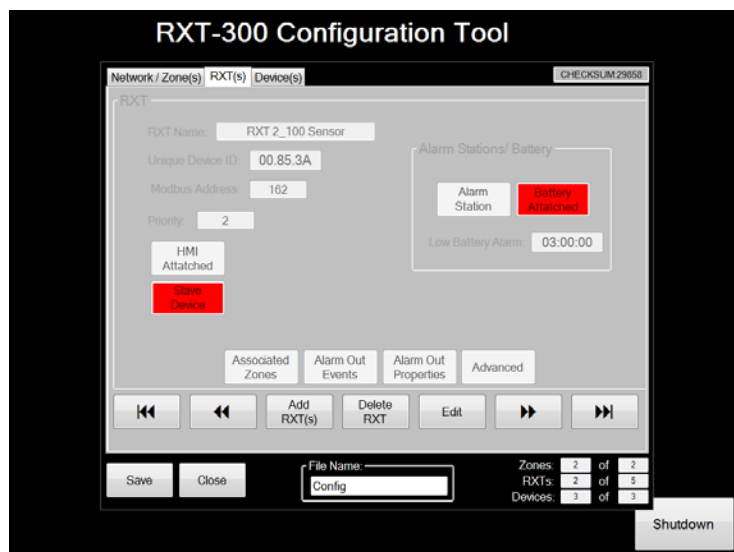 RXT-300 Configuration Tool
Network / Zone(s) RXT(s) Device(s) CHECKSUM:29858
RXT
RXT Name: RXT 2_100 Sensor
Unique Device ID: 00.85.3A
Modbus Address: 162
Priority: 2
HMI
Attatched
Slave
Device
Alarm Stations/ Battery
Alarm
Station
Battery
Attatched
Low Battery Alarm: 03:00:00
Associated
Zones
Alarm Out
Events
Alarm Out
Properties
Advanced
Add
RXT(s)
Delete
RXT
Edit
Save
Close
File Name:
Config
Zones: 2 of 2
RXTs: 2 of 5
Devices: 3 of 3
Shutdown